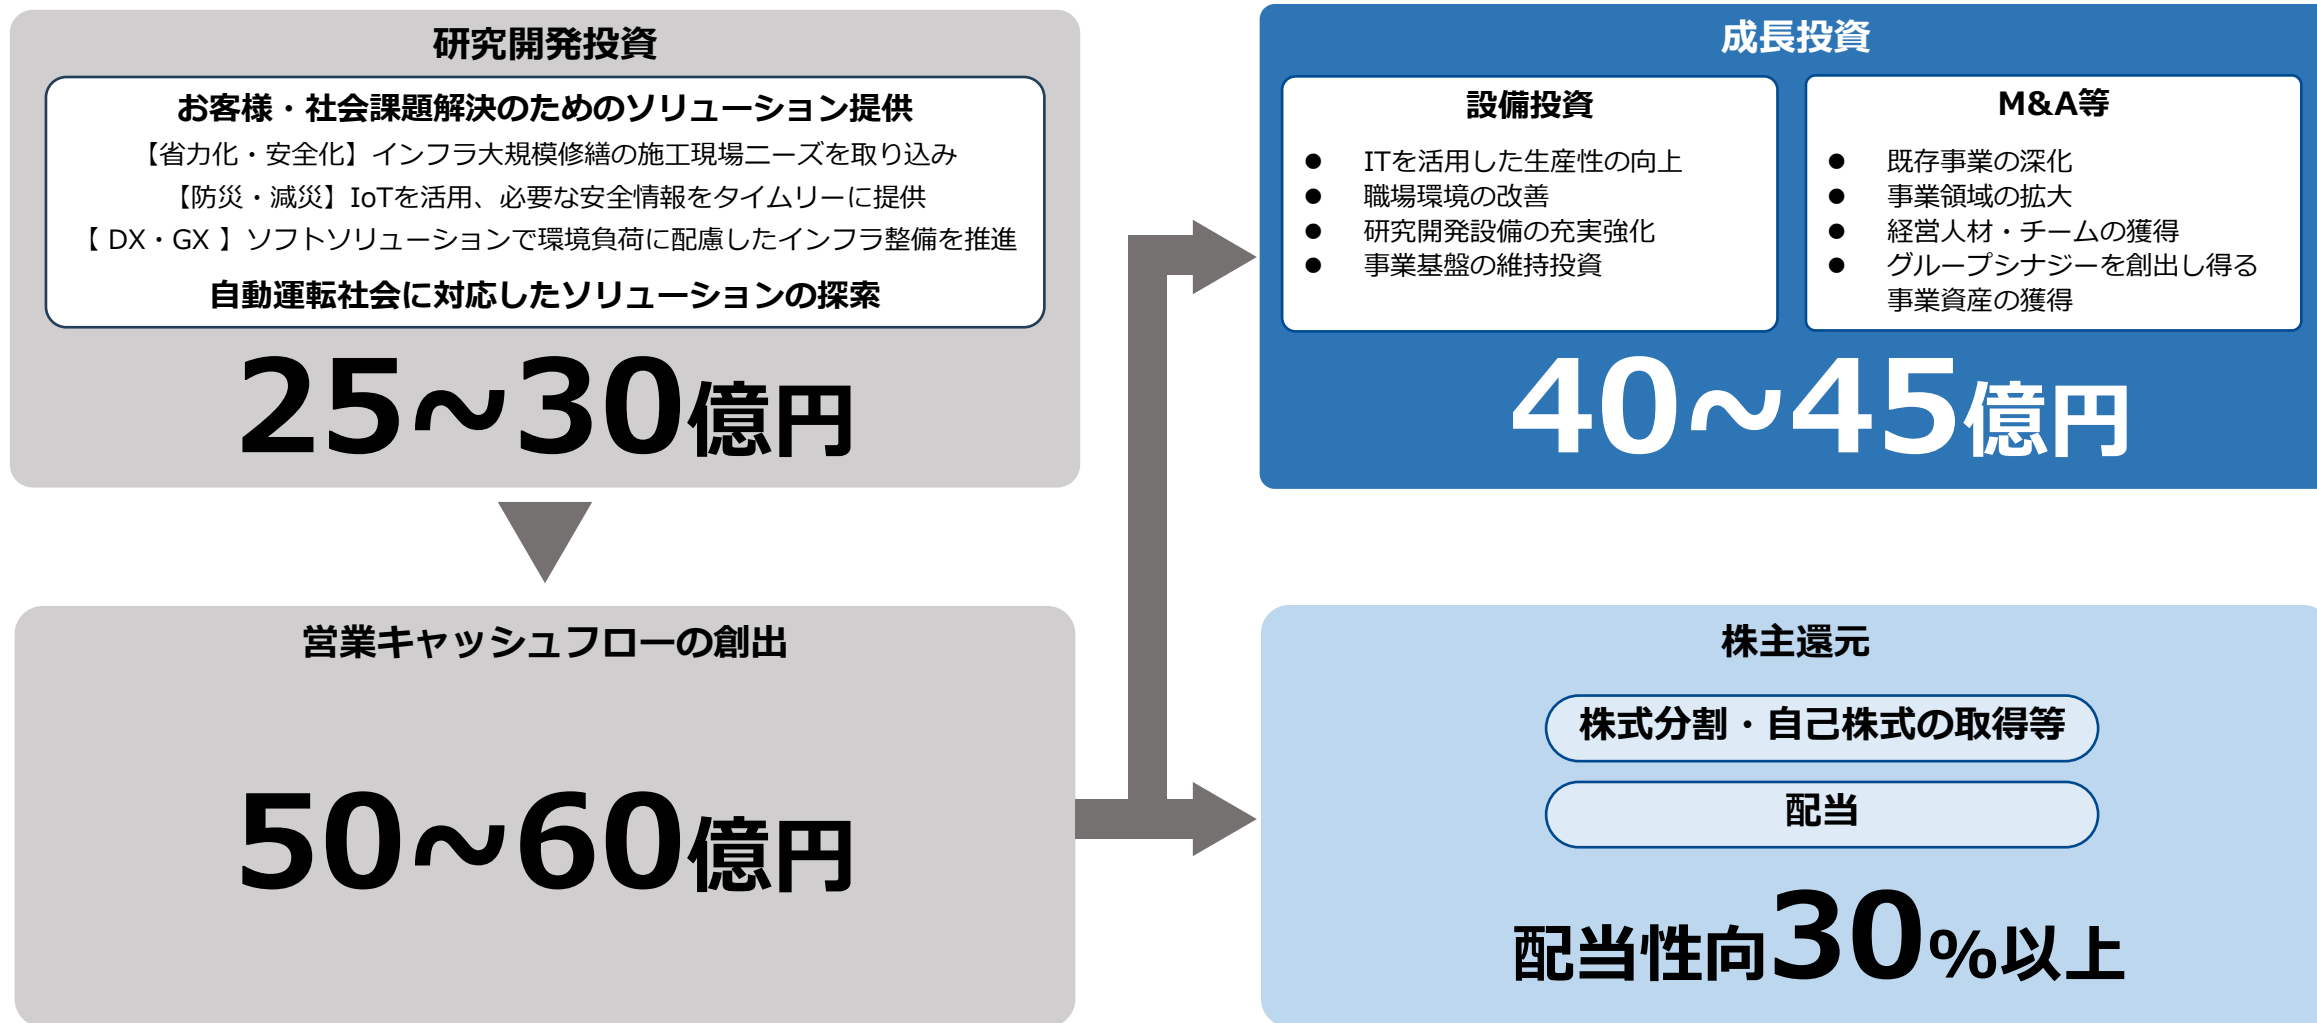 研究開発投資
お客様・社会課題解決のためのソリューション提供
【省力化・安全化】インフラ大規模修繕の施工現場ニーズを取り込み
【防災・減災】IoTを活用、必要な安全情報をタイムリーに提供
【 DX・GX 】ソフトソリューションで環境負荷に配慮したインフラ整備を推進
自動運転社会に対応したソリューションの探索
25~30億円
営業キャッシュフローの創出
50~60億円
成長投資
設備投資
● ITを活用した生産性の向上
● 職場環境の改善
● 研究開発設備の充実強化
● 事業基盤の維持投資
M&A等
● 既存事業の深化
● 事業領域の拡大
● 経営人材・チームの獲得
● グループシナジーを創出し得る
事業資産の獲得
40~45億円
株主還元
株式分割・自己株式の取得等
配当
配当性向30%以上